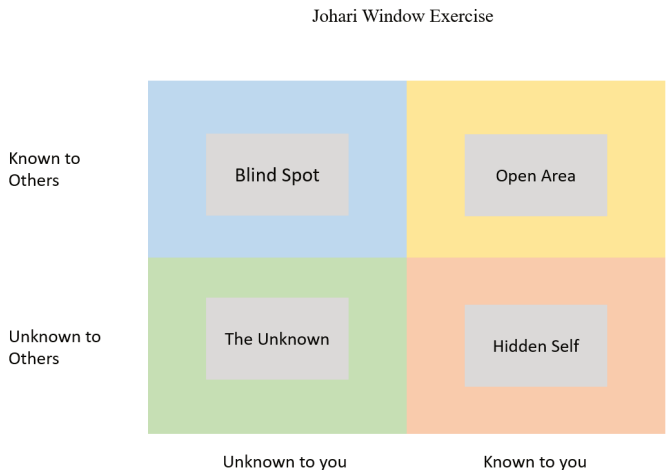 Johari Window Exercise
Known to
Others
Blind Spot
Open Area
Unknown to
Others
The Unknown
Hidden Self
Unknown to you
Known to you